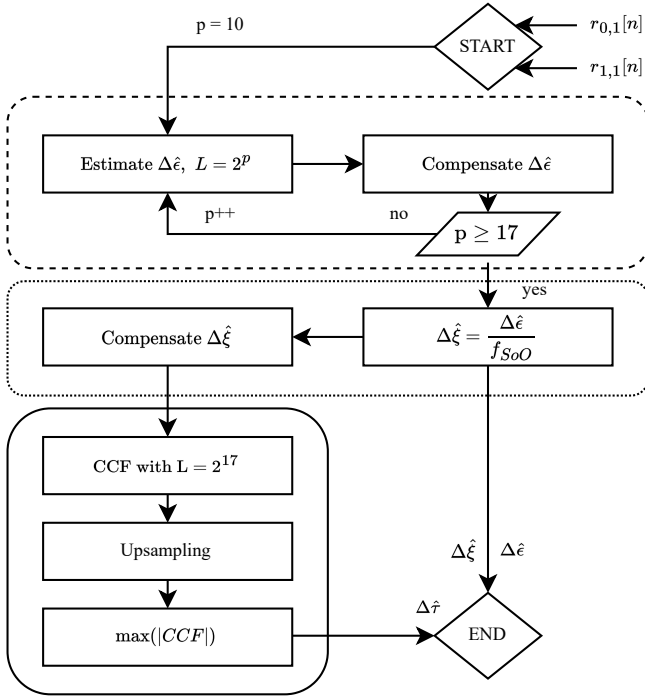 p = 10
START
r_{0,1}[n]
r_{1,1}[n]
Estimate Δε̂, L = 2^p
Compensate Δε̂
p++
no
p ≥ 17
yes
Compensate Δξ̂
Δξ̂ = Δε̂ / f_{SoO}
CCF with L = 2^{17}
Upsampling
Δξ̂ Δε̂
max(|CCF|)
Δτ̂
END